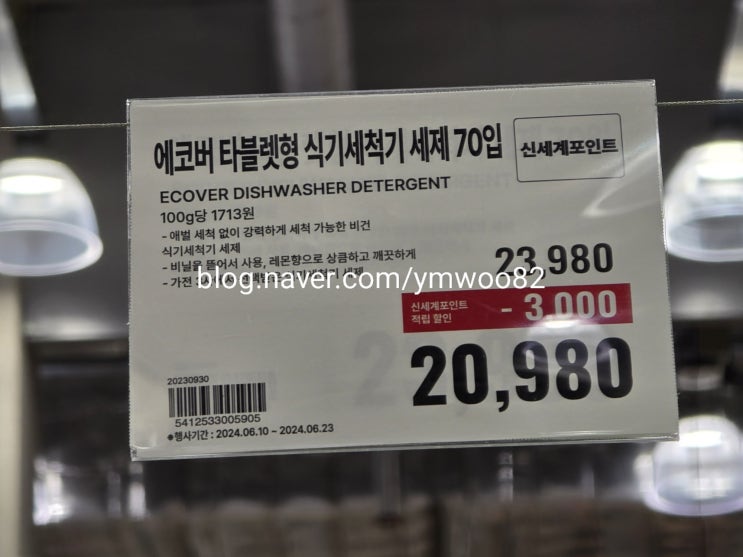 에코버 타블렛형 식기세척기 세제 70입
신세계포인트
ECOVER DISHWASHER DETERGENT
100g당 1713원
- 애벌 세척 없이 강력하게 세척 가능한 비건
식기세척기 세제
- 비닐을 뜯어서 사용, 레몬향으로 상큼하고 깨끗하게
- 가전 세제
blog.naver.com/ymwoo82
23,980
신세계포인트
적립 할인
- 3,000
20,980
20230930
5412533005905
*행사기간 : 2024.06.10 ~ 2024.06.23